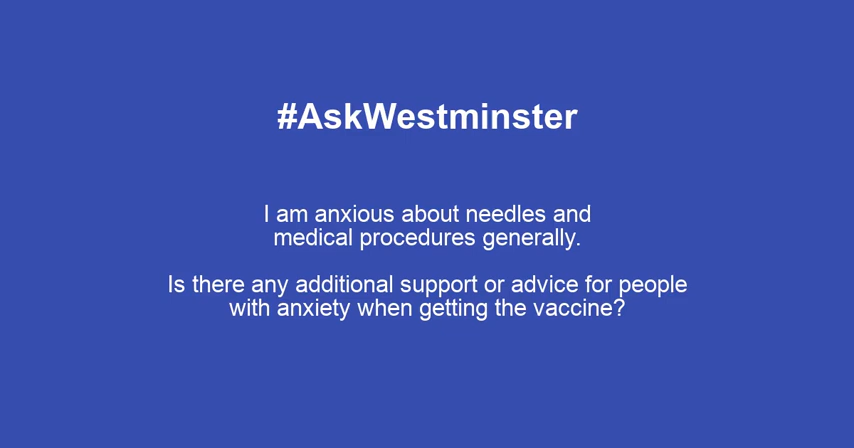 #AskWestminster
I am anxious about needles and
medical procedures generally.
Is there any additional support or advice for people
with anxiety when getting the vaccine?